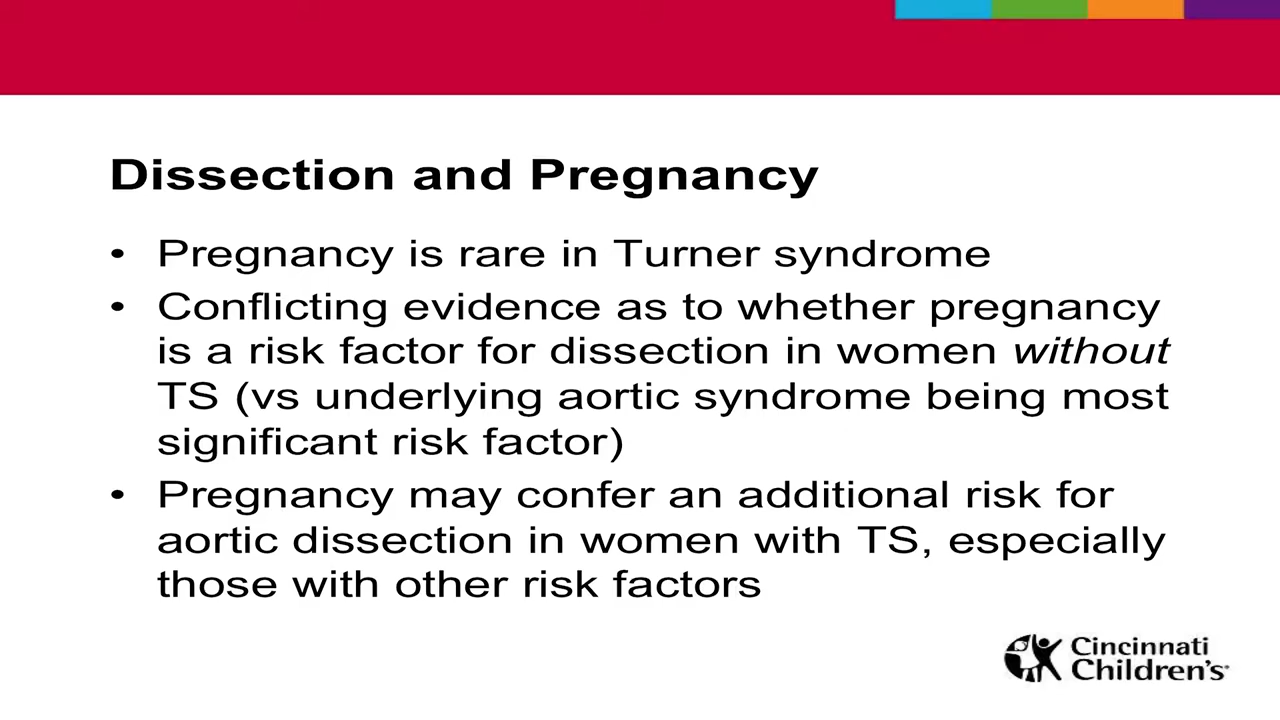 Dissection and Pregnancy
• Pregnancy is rare in Turner syndrome
• Conflicting evidence as to whether pregnancy
is a risk factor for dissection in women without
TS (vs underlying aortic syndrome being most
significant risk factor)
• Pregnancy may confer an additional risk for
aortic dissection in women with TS, especially
those with other risk factors
Cincinnati
Children's